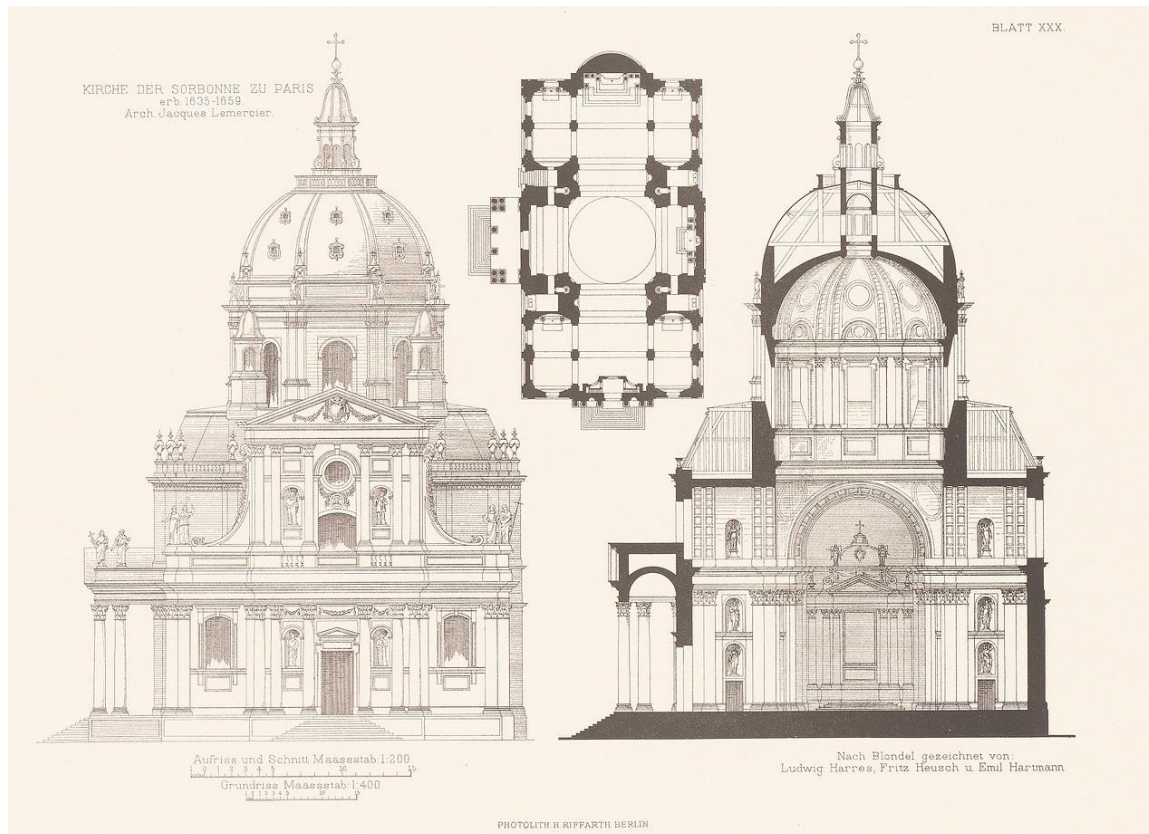 BLATT XXX.
KIRCHE DER SORBONNE ZU PARIS
erb. 1635-1659.
Arch. Jacques Lemercier.
Aufriss und Schnitt Maassstab: 1:200.
Grundriss Maassstab: 1:400.
Nach Blondel gezeichnet von:
Ludwig Harres, Fritz Heusch u. Emil Hartmann.
PHOTOLITH. H. RIFFARTH. BERLIN.